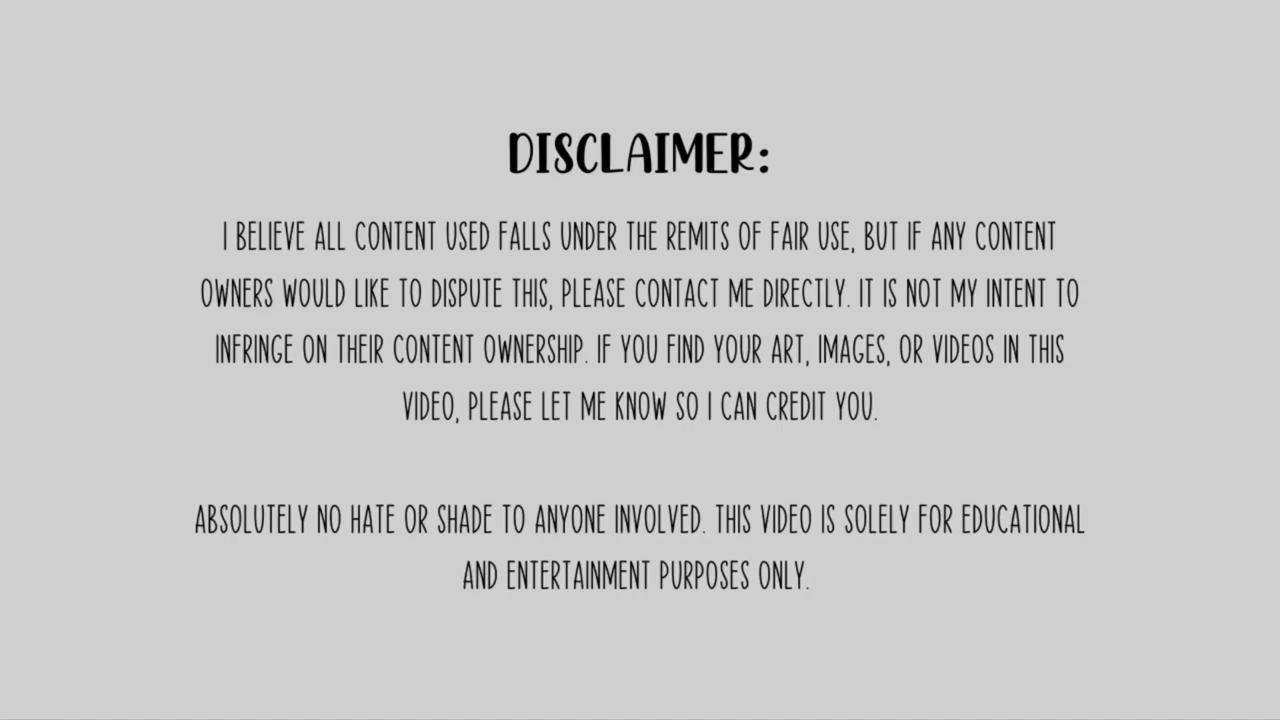 DISCLAIMER:
I BELIEVE ALL CONTENT USED FALLS UNDER THE REMITS OF FAIR USE, BUT IF ANY CONTENT
OWNERS WOULD LIKE TO DISPUTE THIS, PLEASE CONTACT ME DIRECTLY. IT IS NOT MY INTENT TO
INFRINGE ON THEIR CONTENT OWNERSHIP. IF YOU FIND YOUR ART, IMAGES, OR VIDEOS IN THIS
VIDEO, PLEASE LET ME KNOW SO I CAN CREDIT YOU.
ABSOLUTELY NO HATE OR SHADE TO ANYONE INVOLVED. THIS VIDEO IS SOLELY FOR EDUCATIONAL
AND ENTERTAINMENT PURPOSES ONLY.